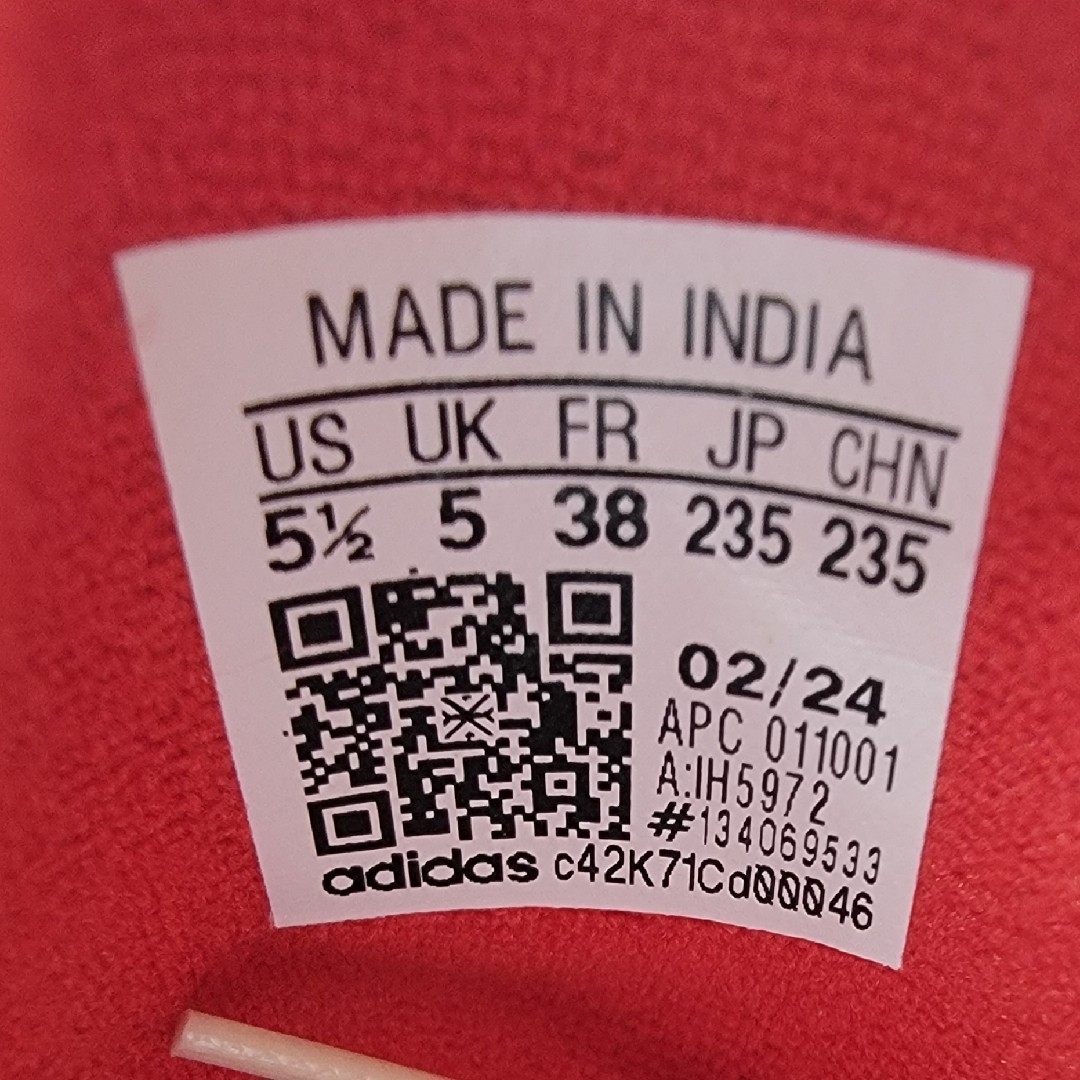 MADE IN INDIA
US UK FR JP CHN
5½ 5 38 235 235
02/24
APC 011001
A:IH5972
#134069533
adidas c42K71Cd00046